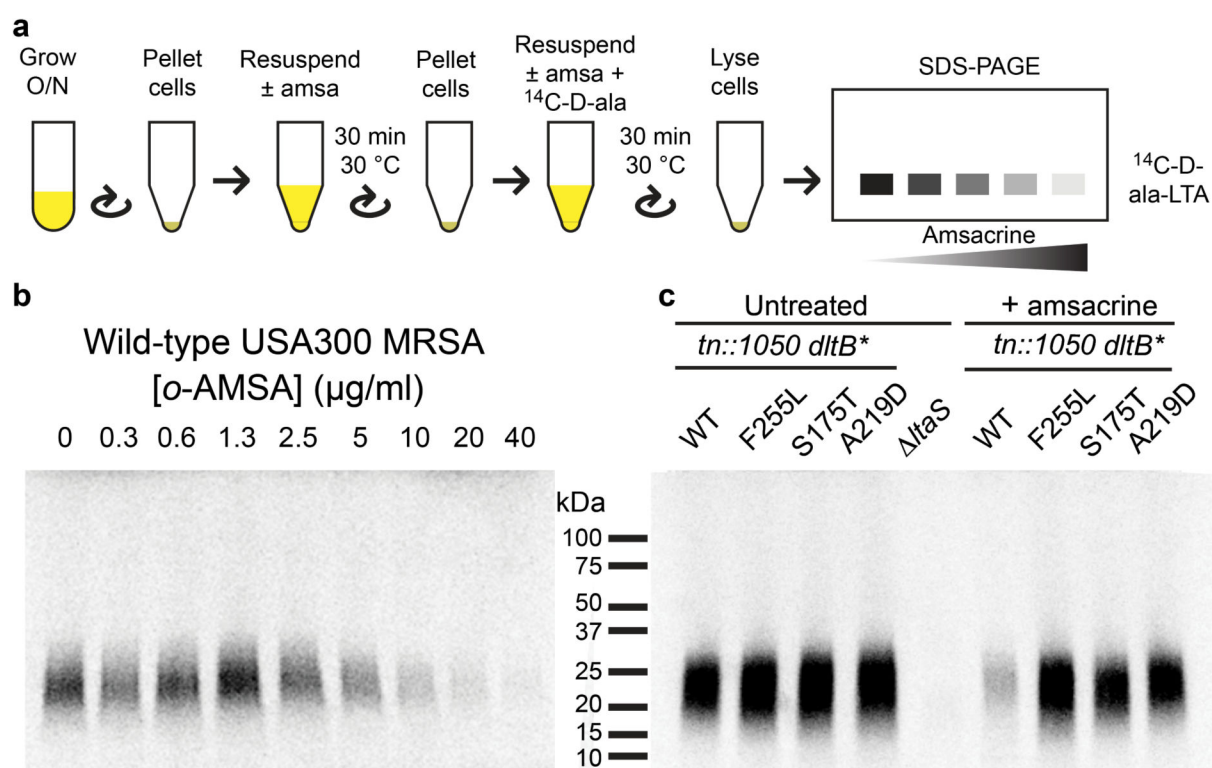 a
Grow
O/N
Pellet
cells
Resuspend
± amsa
30 min
30 °C
Pellet
cells
Resuspend
± amsa +
¹⁴C-D-ala
30 min
30 °C
Lyse
cells
SDS-PAGE
¹⁴C-D-
ala-LTA
Amsacrine
b
Wild-type USA300 MRSA
[o-AMSA] (µg/ml)
0 0.3 0.6 1.3 2.5 5 10 20 40
kDa
100
75
50
37
25
20
15
10
c
Untreated
+ amsacrine
tn::1050 dltB*
tn::1050 dltB*
WT F255L S175T A219D ΔltaS
WT F255L S175T A219D